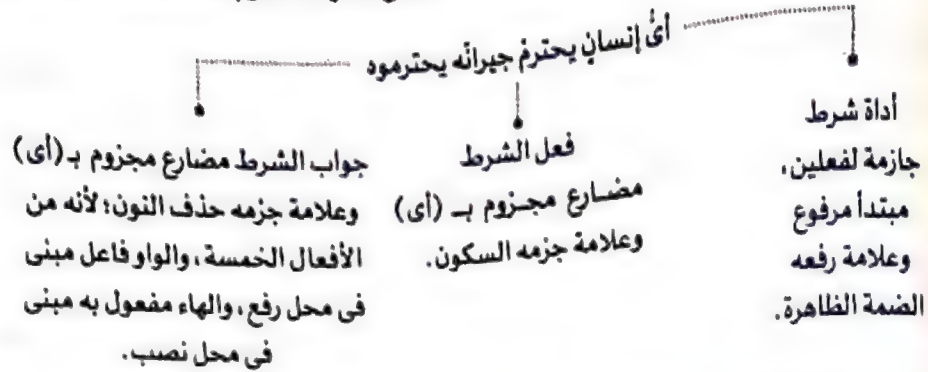 أىُّ إنسانٍ يحترمْ جيرانَه يحترموه
أداة شرط
جازمة لفعلين،
مبتدأ مرفوع
وعلامة رفعه
الضمة الظاهرة.
فعل الشرط
مضارع مجزوم بـ (أى)
وعلامة جزمه السكون.
جواب الشرط مضارع مجزوم بـ (أى)
وعلامة جزمه حذف النون؛ لأنه من
الأفعال الخمسة، والواو فاعل مبنى
فى محل رفع، والهاء مفعول به مبنى
فى محل نصب.